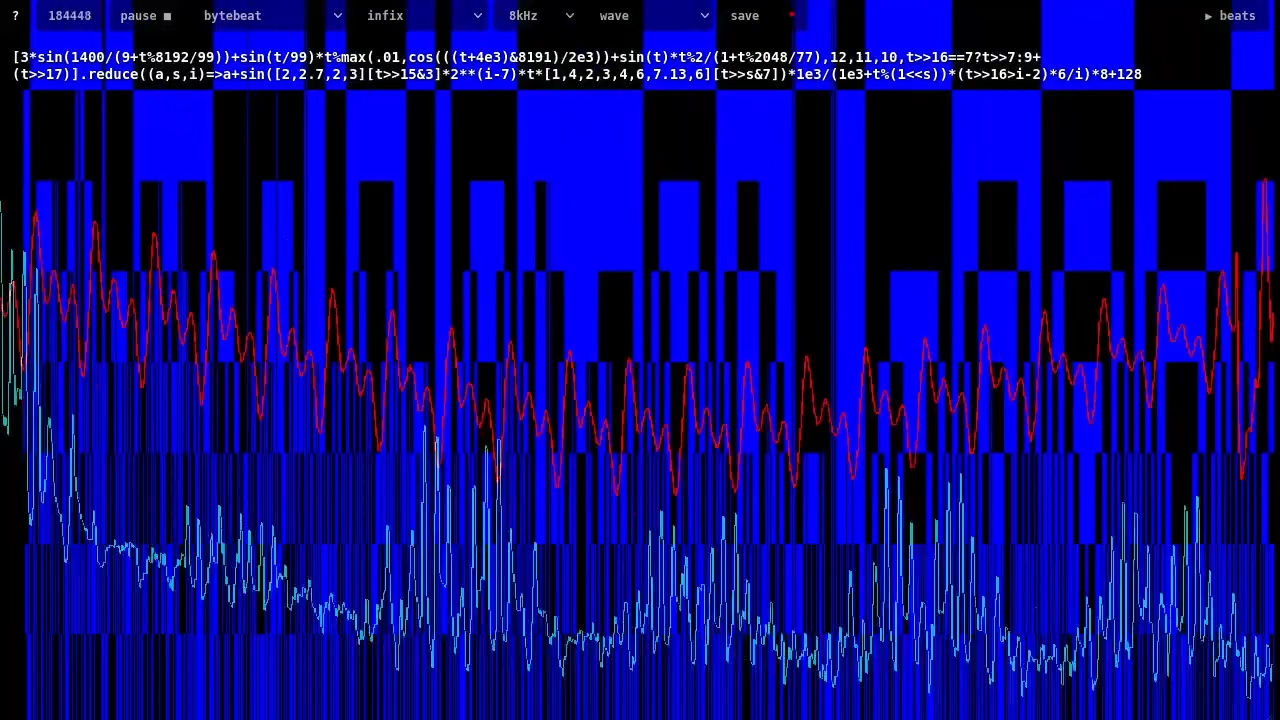 ? 184448 pause ■ bytebeat infix 8kHz wave save ▶ beats
[3*sin(1400/(9+t%8192/99))+sin(t/99)*t%max(.01,cos(((t+4e3)&8191)/2e3))+sin(t)*t%2/(1+t%2048/77),12,11,10,t>>16==7?t>>7:9+
(t>>17)].reduce((a,s,i)=>a+sin([2,2.7,2,3][t>>15&3]*2**(i-7)*t*[1,4,2,3,4,6,7.13,6][t>>s&7])*1e3/(1e3+t%(1<<s))*(t>>16>i-2)*6/i)*8+128